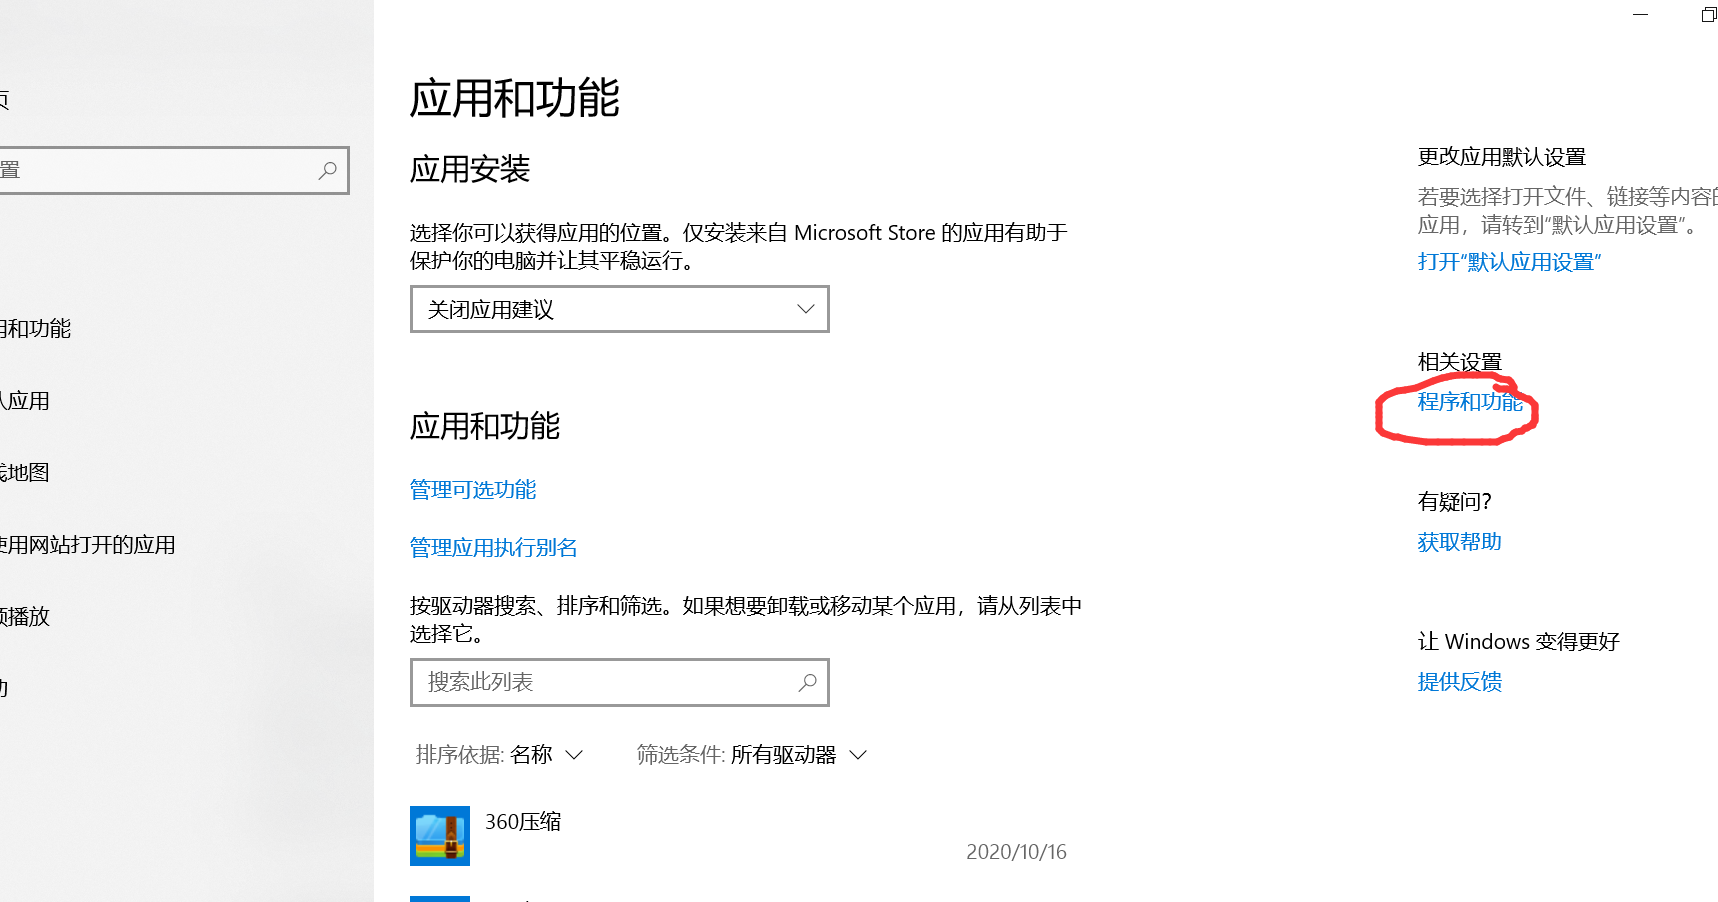 页
置
用和功能
认应用
线地图
使用网站打开的应用
频播放
动
应用和功能
应用安装
选择你可以获得应用的位置。仅安装来自 Microsoft Store 的应用有助于
保护你的电脑并让其平稳运行。
关闭应用建议
应用和功能
管理可选功能
管理应用执行别名
按驱动器搜索、排序和筛选。如果想要卸载或移动某个应用，请从列表中
选择它。
搜索此列表
排序依据: 名称 筛选条件: 所有驱动器
360压缩
2020/10/16
更改应用默认设置
若要选择打开文件、链接等内容的
应用，请转到“默认应用设置”。
打开“默认应用设置”
相关设置
程序和功能
有疑问?
获取帮助
让 Windows 变得更好
提供反馈